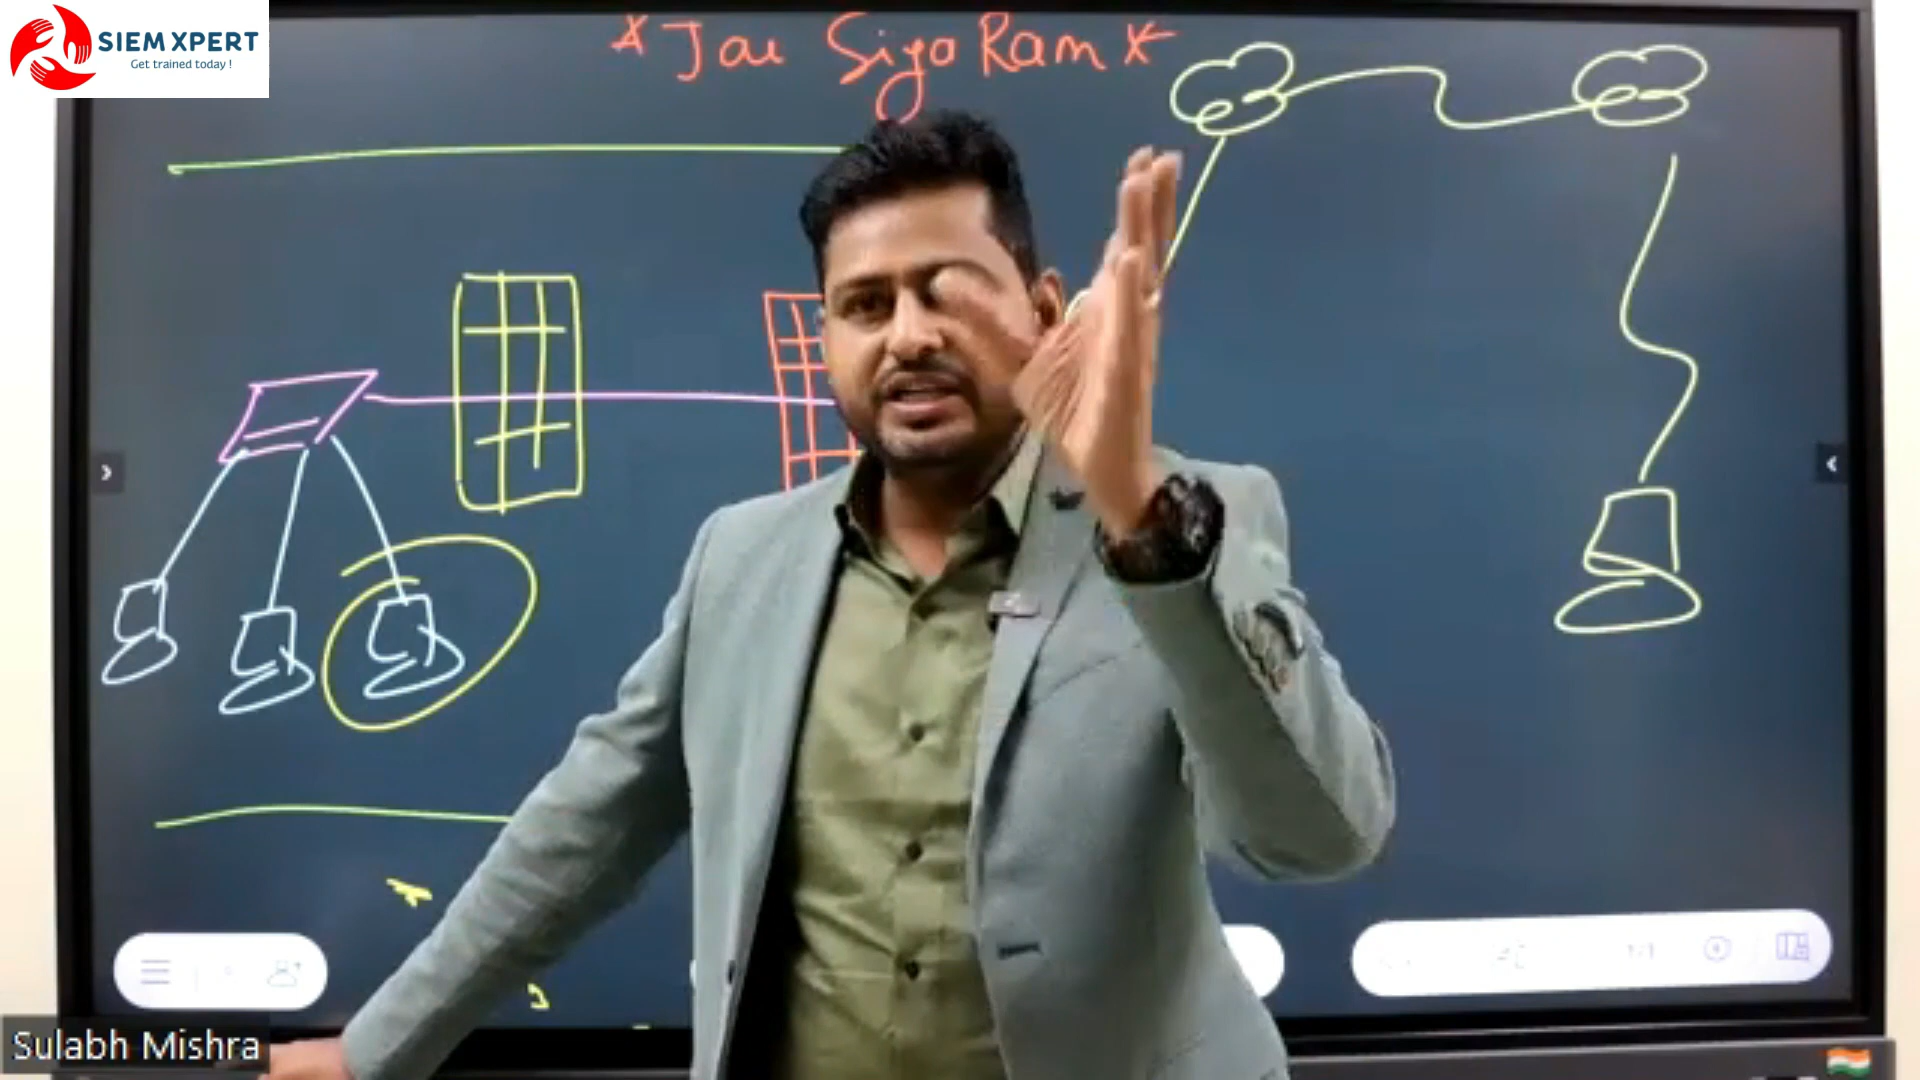 SIEM XPERT
Get trained today !
* Jai Siya Ram *
Sulabh Mishra